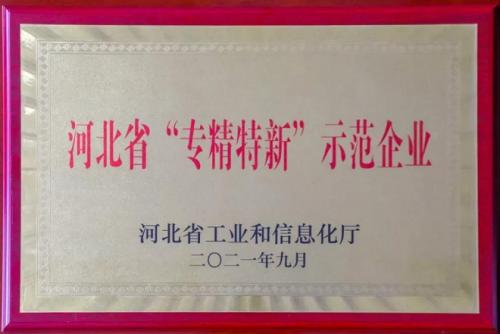 河北省“专精特新”示范企业
河北省工业和信息化厅
二〇二一年九月